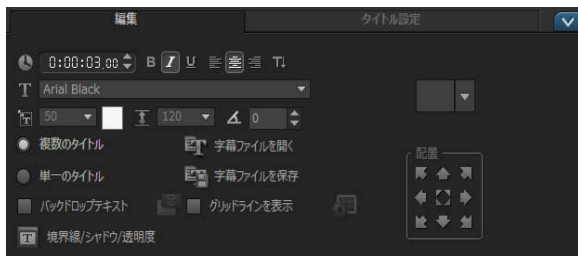 編集 タイトル設定
0:00:03.00 B I U
T Arial Black
50 120 0
複数のタイトル 字幕ファイルを開く
配置
単一のタイトル 字幕ファイルを保存
バックドロップテキスト グリッドラインを表示
境界線/シャドウ/透明度